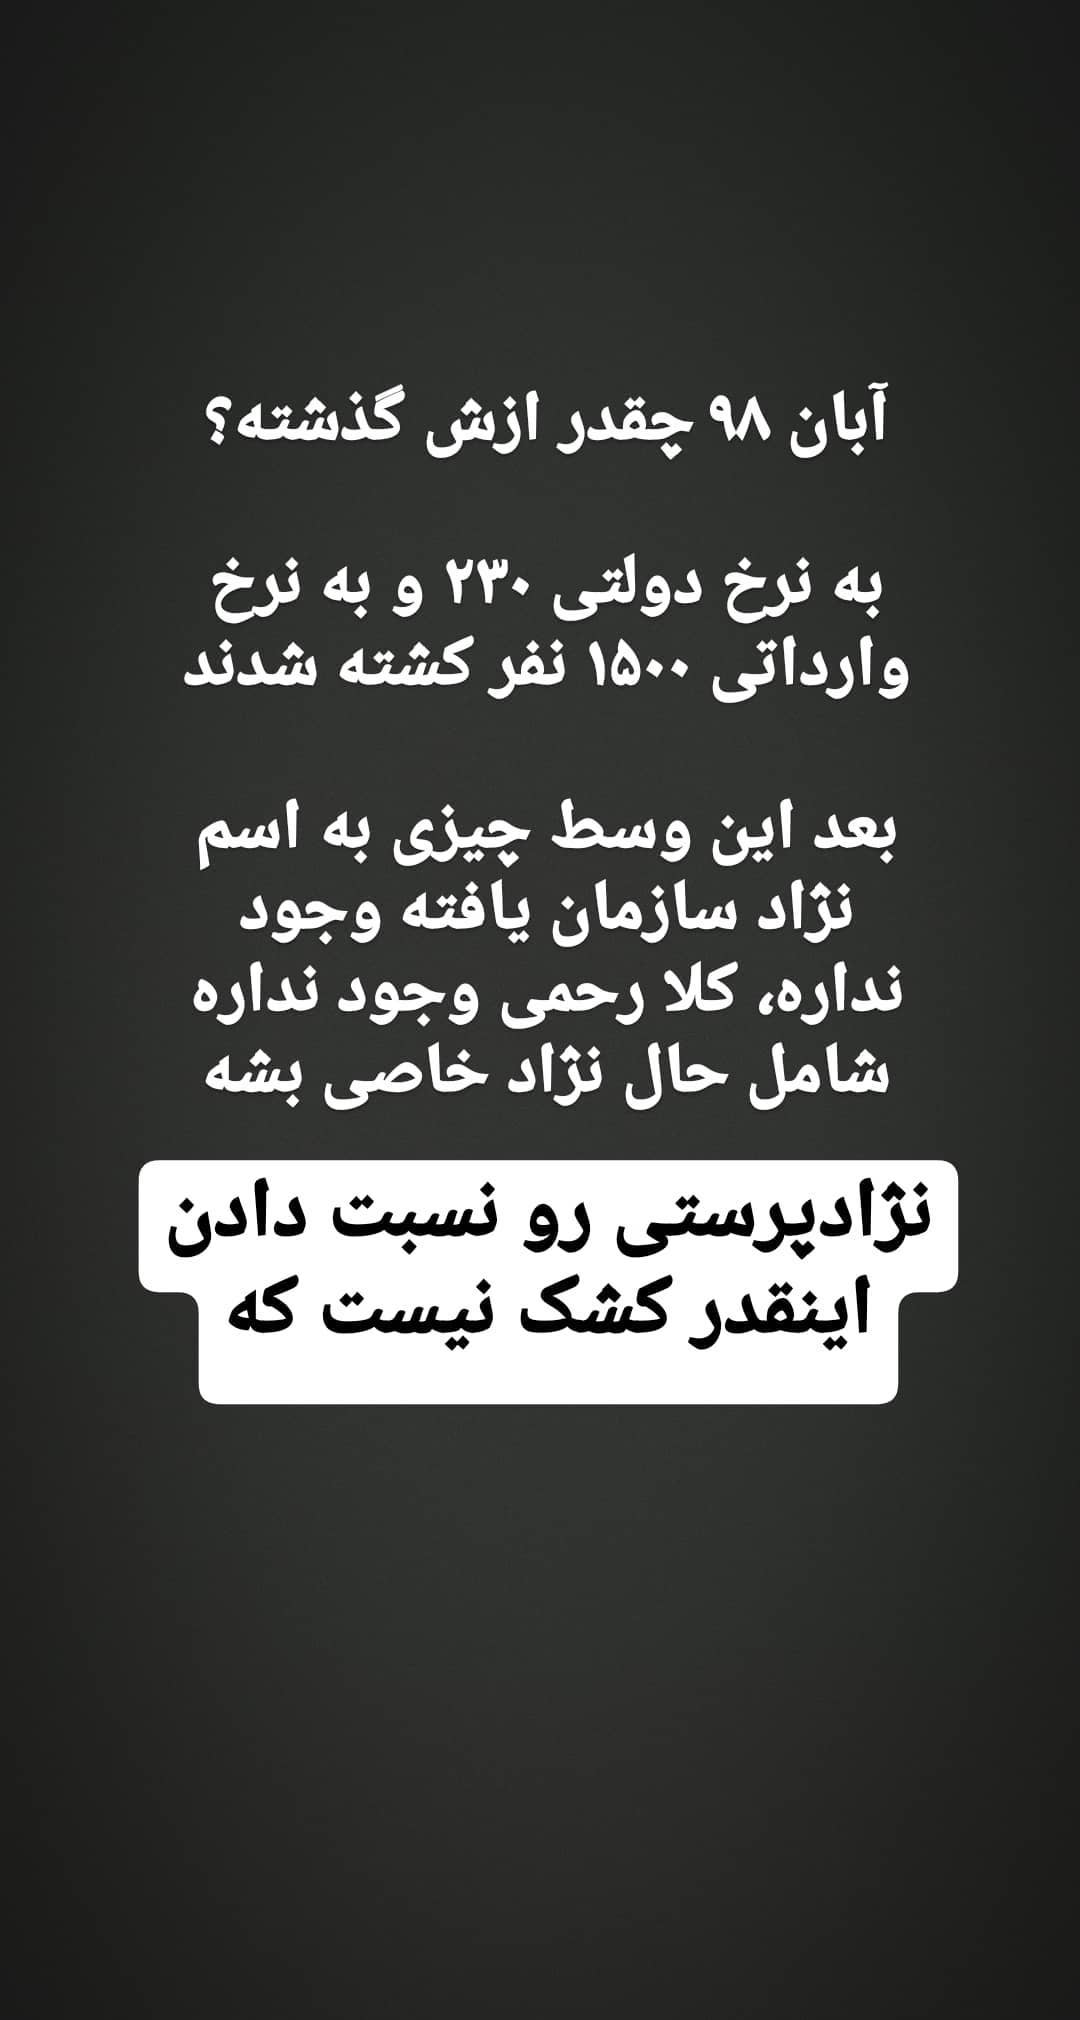 آبان ۹۸ چقدر ازش گذشته؟
به نرخ دولتی ۲۳۰ و به نرخ
وارداتی ۱۵۰۰ نفر کشته شدند
بعد این وسط چیزی به اسم
نژاد سازمان یافته وجود
نداره، کلا رحمی وجود نداره
شامل حال نژاد خاصی بشه
نژادپرستی رو نسبت دادن
اینقدر کشک نیست که